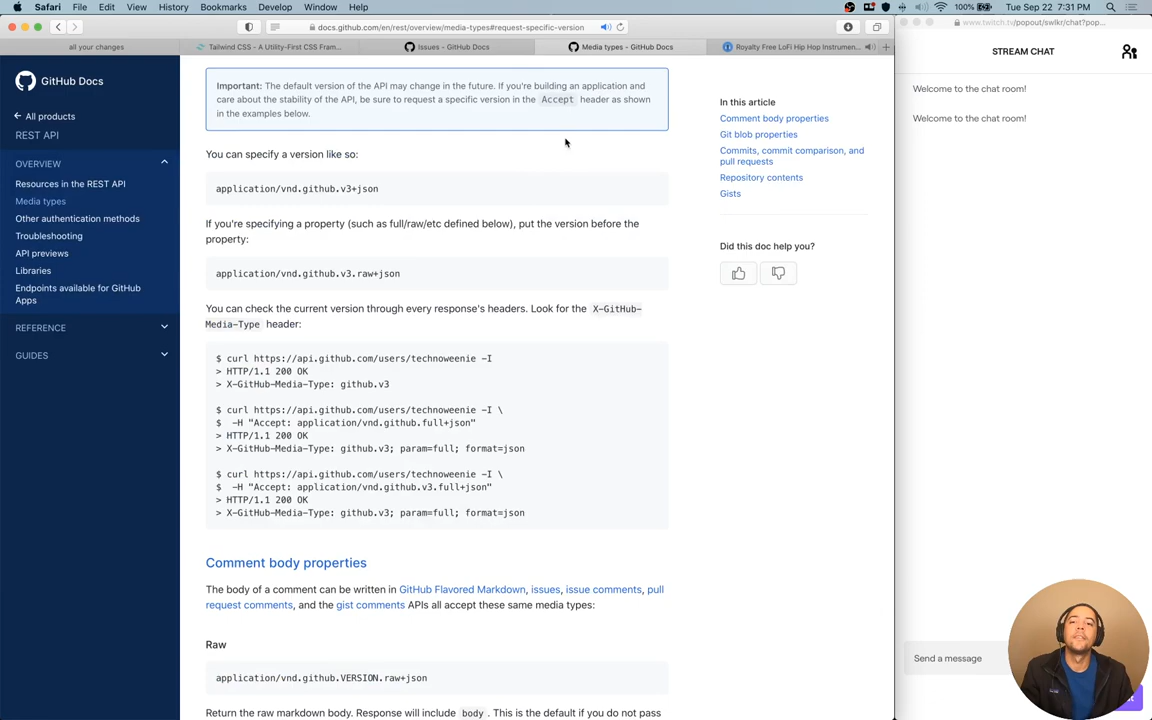 Safari File Edit View History Bookmarks Develop Window Help
100% Tue Sep 22 7:31 PM
docs.github.com/en/rest/overview/media-types#request-specific-version
www.twitch.tv/popout/swlkr/chat?pop...
all your changes
Tailwind CSS - A Utility-First CSS Fram...
Issues - GitHub Docs
Media types - GitHub Docs
Royalty Free LoFi Hip Hop Instrumen...
GitHub Docs
All products
REST API
OVERVIEW
Resources in the REST API
Media types
Other authentication methods
Troubleshooting
API previews
Libraries
Endpoints available for GitHub
Apps
REFERENCE
GUIDES
Important: The default version of the API may change in the future. If you're building an application and
care about the stability of the API, be sure to request a specific version in the Accept header as shown
in the examples below.
You can specify a version like so:
application/vnd.github.v3+json
If you're specifying a property (such as full/raw/etc defined below), put the version before the
property:
application/vnd.github.v3.raw+json
You can check the current version through every response's headers. Look for the X-GitHub-
Media-Type header:
$ curl https://api.github.com/users/technoweenie -I
> HTTP/1.1 200 OK
> X-GitHub-Media-Type: github.v3
$ curl https://api.github.com/users/technoweenie -I \
$ -H "Accept: application/vnd.github.full+json"
> HTTP/1.1 200 OK
> X-GitHub-Media-Type: github.v3; param=full; format=json
$ curl https://api.github.com/users/technoweenie -I \
$ -H "Accept: application/vnd.github.v3.full+json"
> HTTP/1.1 200 OK
> X-GitHub-Media-Type: github.v3; param=full; format=json
Comment body properties
The body of a comment can be written in GitHub Flavored Markdown, issues, issue comments, pull
request comments, and the gist comments APIs all accept these same media types:
Raw
application/vnd.github.VERSION.raw+json
Return the raw markdown body. Response will include body . This is the default if you do not pass
In this article
Comment body properties
Git blob properties
Commits, commit comparison, and
pull requests
Repository contents
Gists
Did this doc help you?
STREAM CHAT
Welcome to the chat room!
Welcome to the chat room!
Send a message